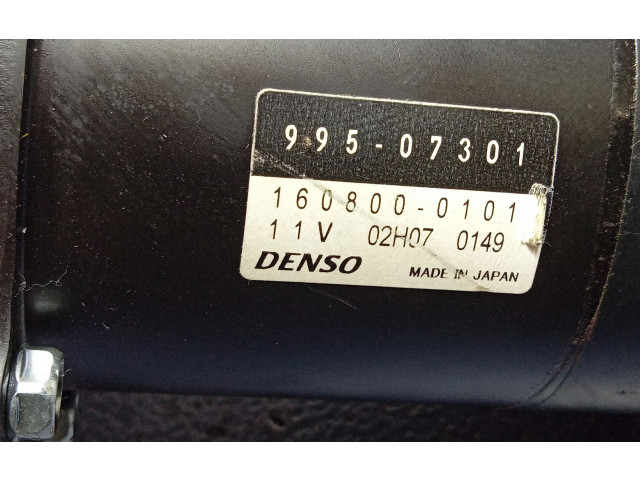 995-07301
160800-0101
11V 02H07 0149
DENSO MADE IN JAPAN